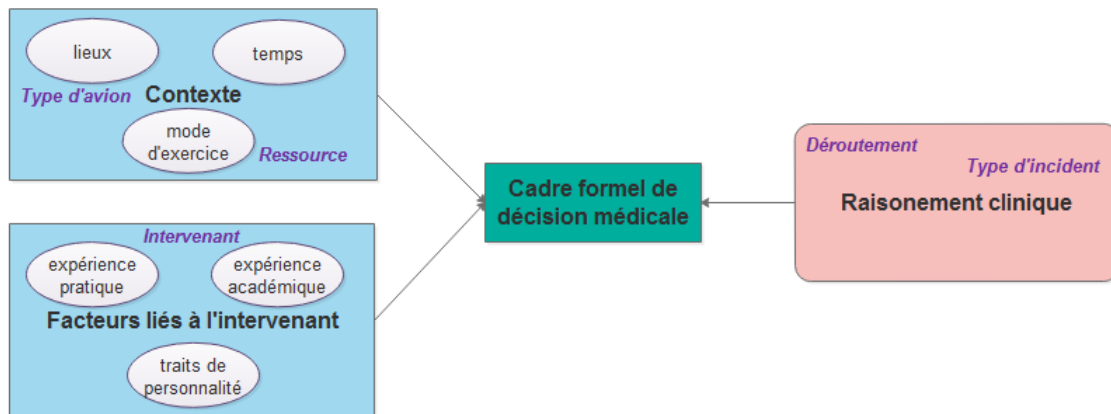 lieux
temps
Type d'avion
Contexte
mode
d'exercice
Ressource
Intervenant
expérience
pratique
expérience
académique
Facteurs liés à l'intervenant
traits de
personnalité
Cadre formel de
décision médicale
Déroutement
Type d'incident
Raisonement clinique